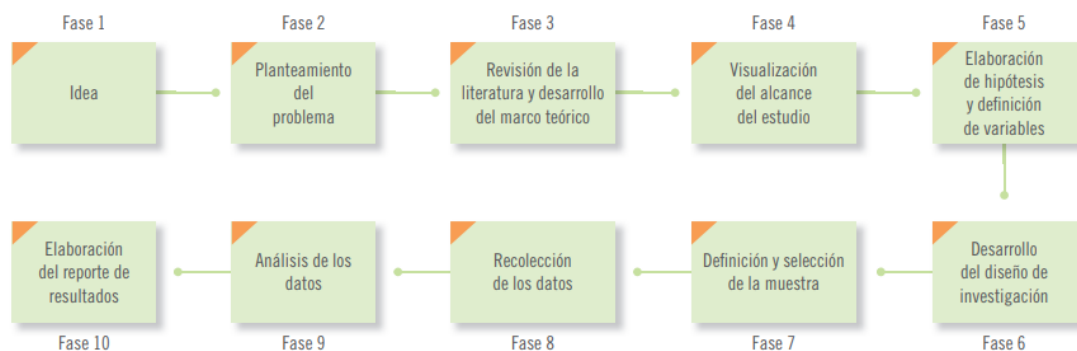 Fase 1
Idea
Fase 2
Planteamiento
del
problema
Fase 3
Revisión de la
literatura y desarrollo
del marco teórico
Fase 4
Visualización
del alcance
del estudio
Fase 5
Elaboración
de hipótesis
y definición
de variables
Desarrollo
del diseño de
investigación
Fase 6
Definición y selección
de la muestra
Fase 7
Recolección
de los datos
Fase 8
Análisis de los
datos
Fase 9
Elaboración
del reporte de
resultados
Fase 10